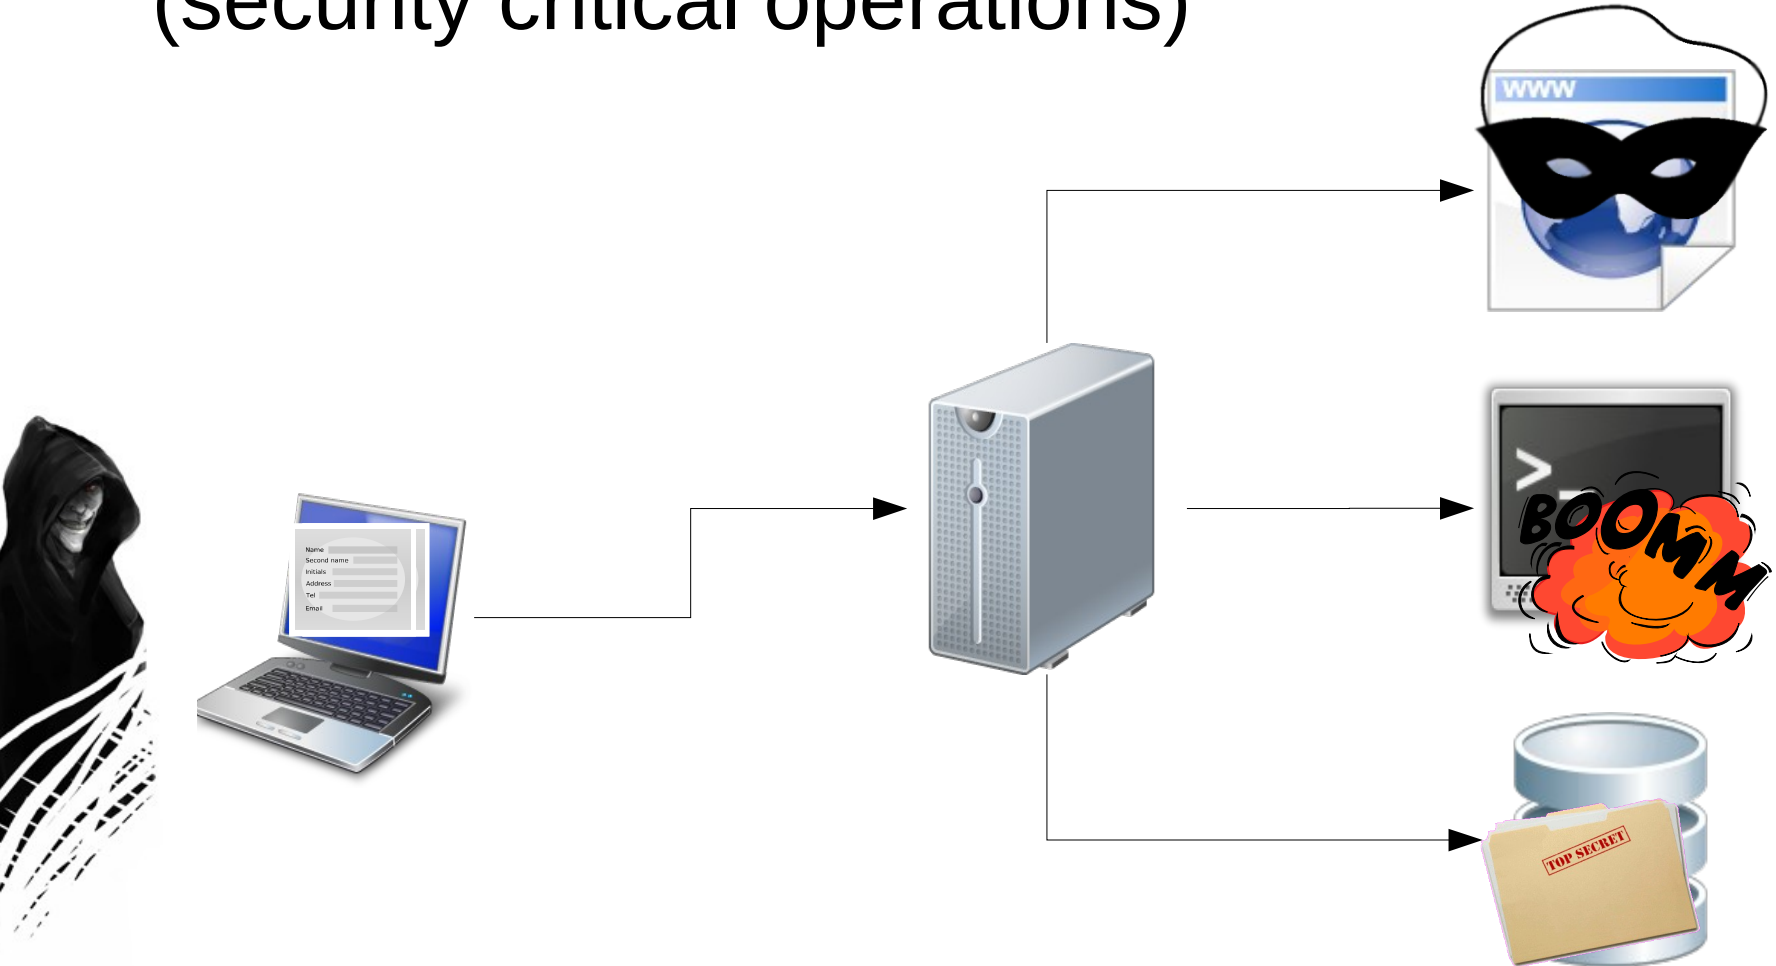 (security critical operations)
www
Name
Second name
Initials
Address
Tel
Email
>_
BOOMM
TOP SECRET